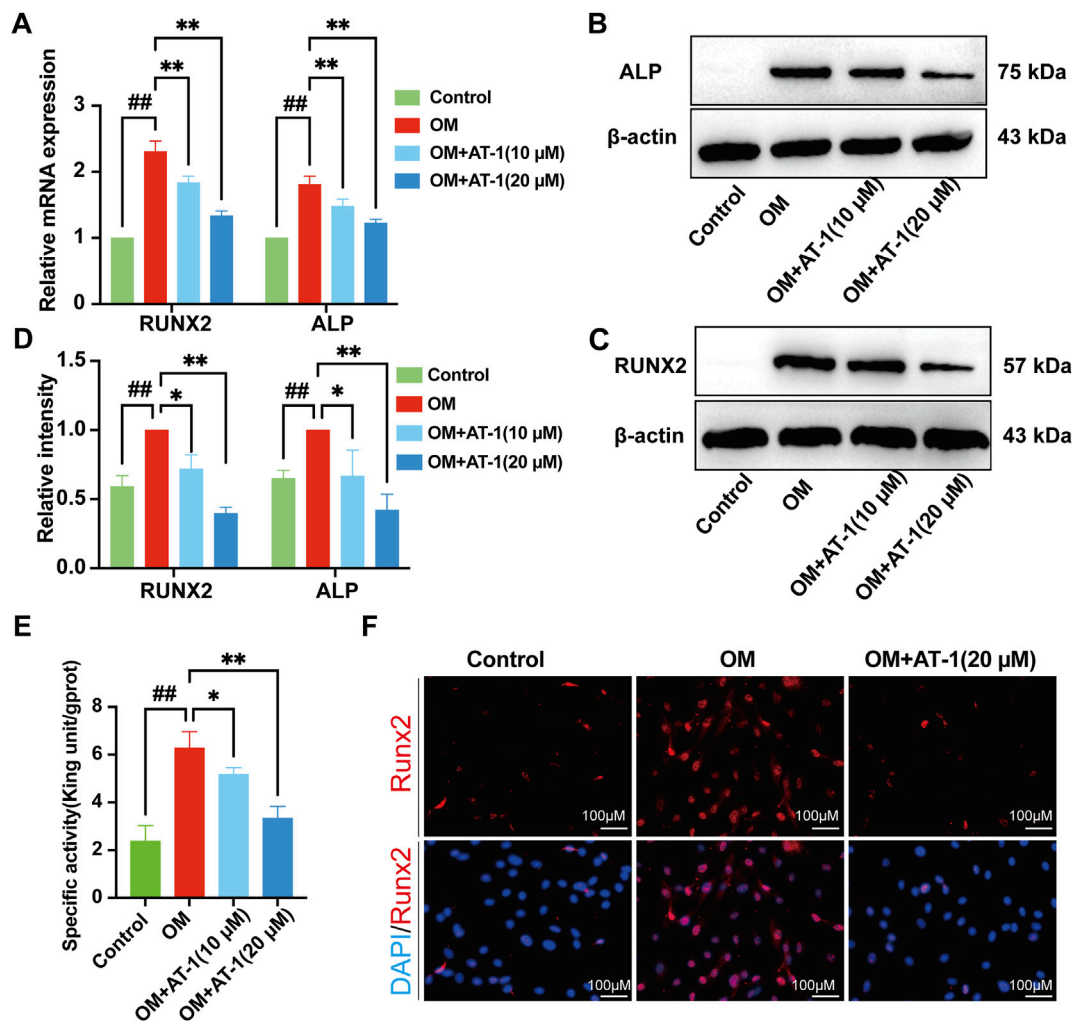 A
Relative mRNA expression
3
2
1
0
##
**
**
##
**
**
RUNX2
ALP
Control
OM
OM+AT-1(10 µM)
OM+AT-1(20 µM)
B
ALP
75 kDa
β-actin
43 kDa
Control
OM
OM+AT-1(10 µM)
OM+AT-1(20 µM)
D
Relative intensity
1.5
1.0
0.5
0.0
##
*
**
##
*
**
RUNX2
ALP
Control
OM
OM+AT-1(10 µM)
OM+AT-1(20 µM)
C
RUNX2
57 kDa
β-actin
43 kDa
Control
OM
OM+AT-1(10 µM)
OM+AT-1(20 µM)
E
Specific activity(King unit/gprot)
8
6
4
2
0
##
*
**
Control
OM
OM+AT-1(10 µM)
OM+AT-1(20 µM)
F
Control
OM
OM+AT-1(20 µM)
Runx2
100µM
100µM
100µM
DAPI/Runx2
100µM
100µM
100µM